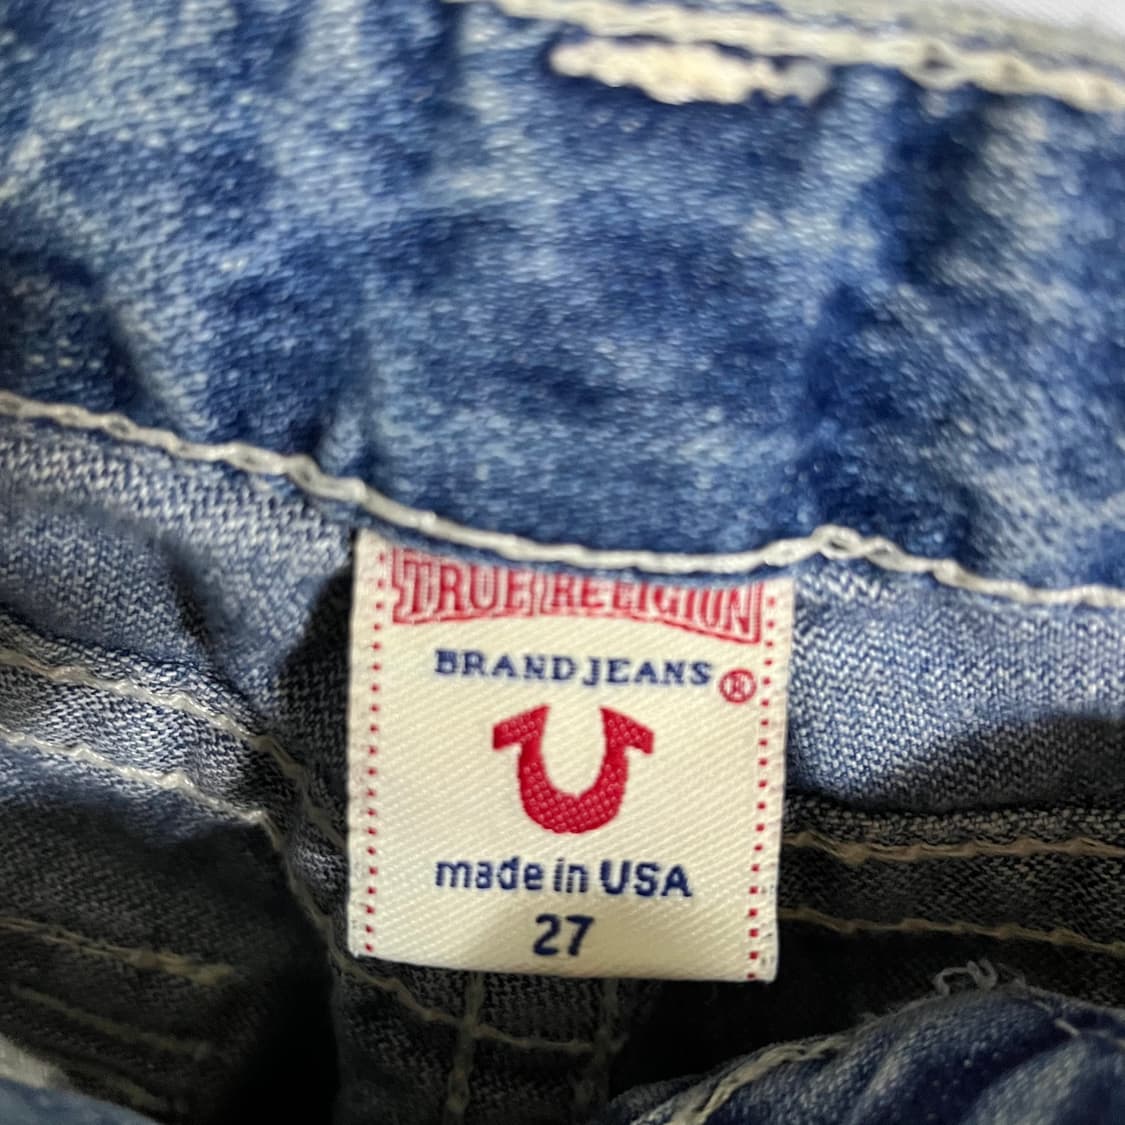 TRUE RELIGION
BRAND JEANS ®
made in USA
27